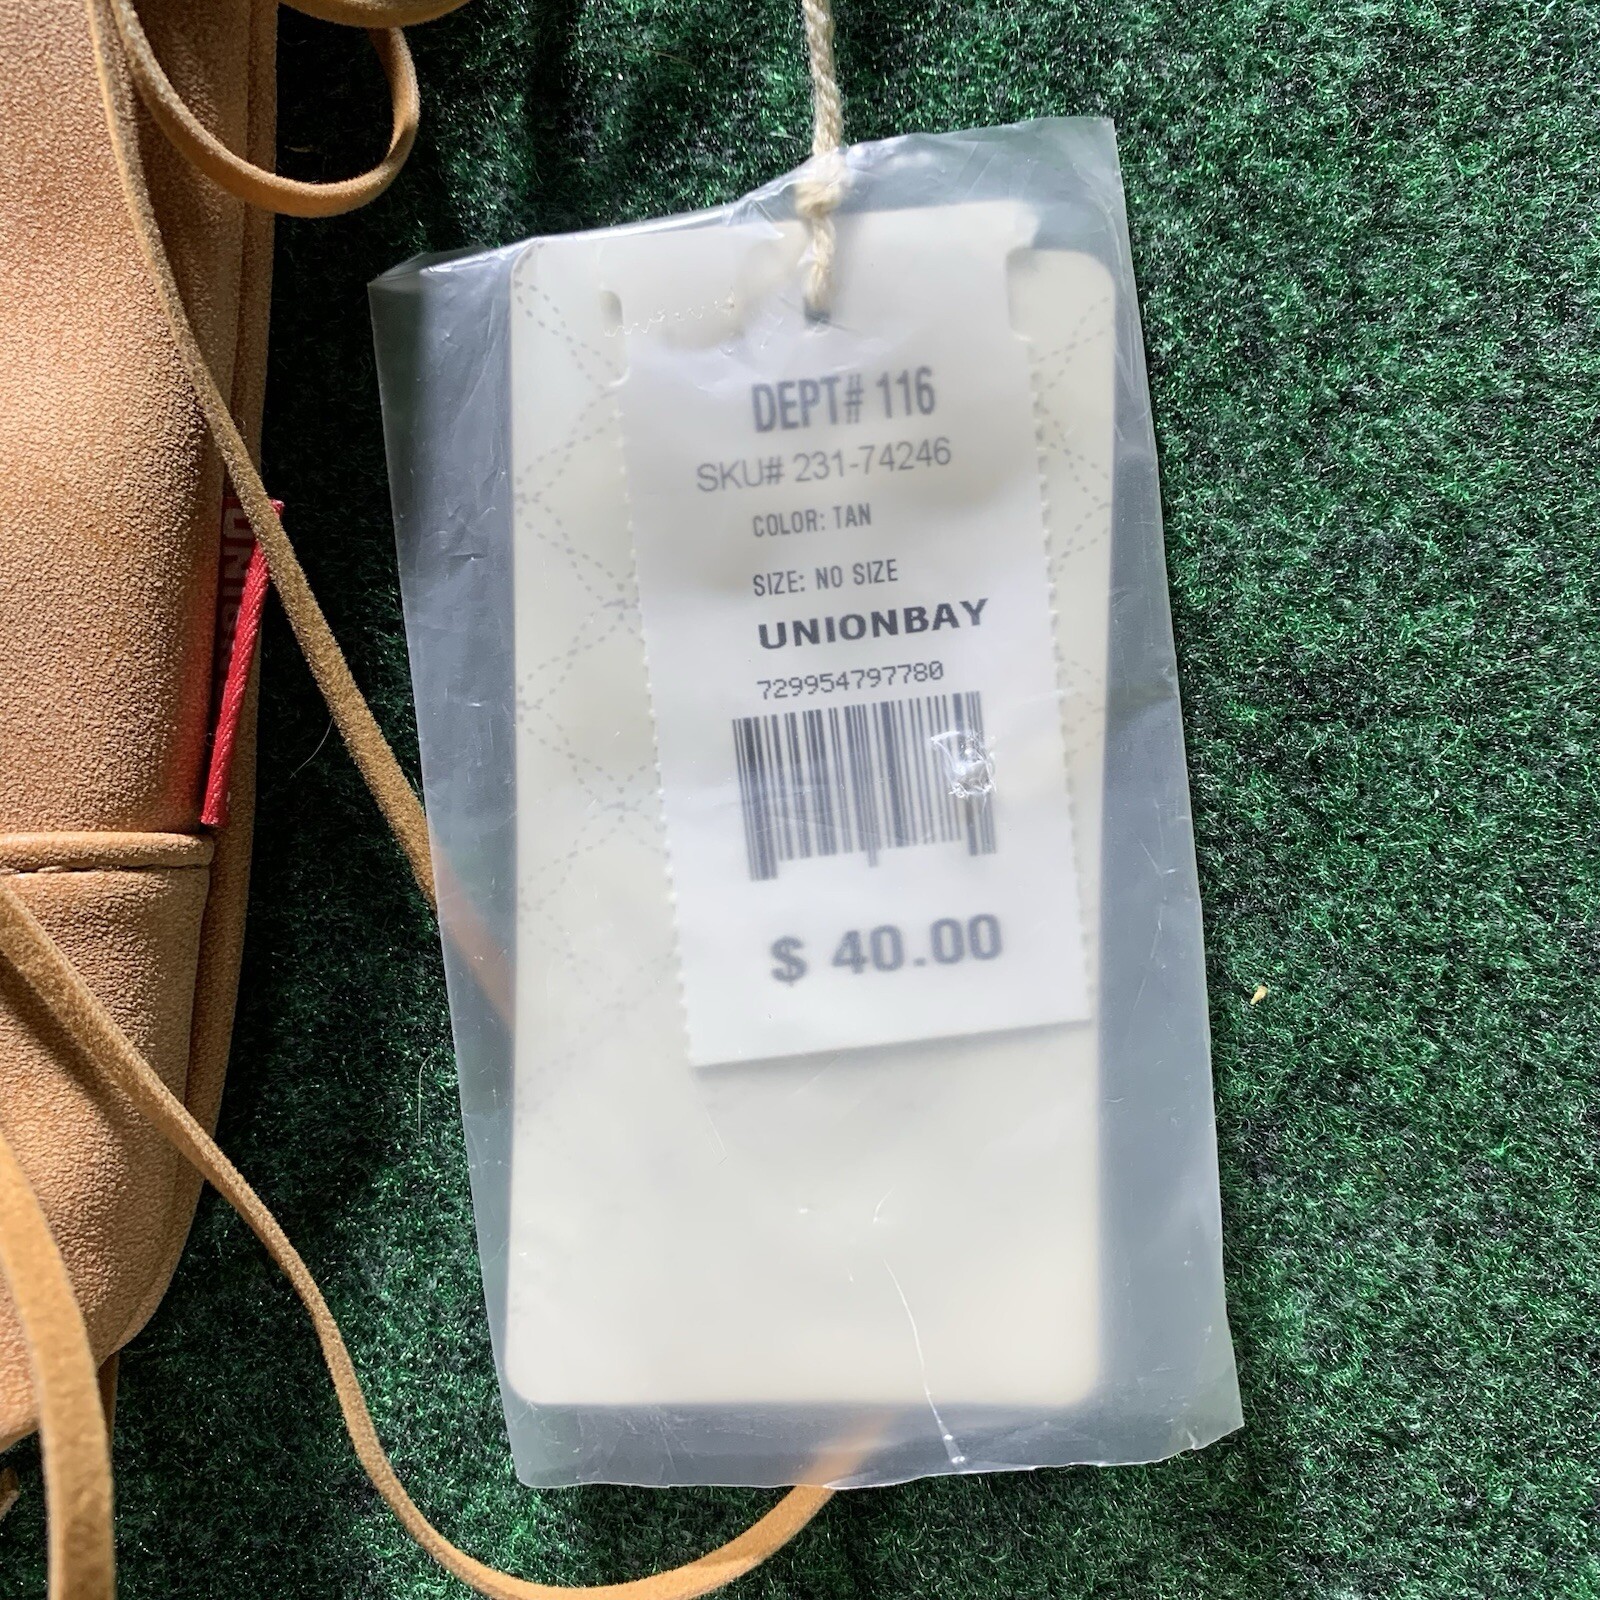 DEPT# 116
SKU# 231-74246
COLOR: TAN
SIZE: NO SIZE
UNIONBAY
729954797780
$ 40.00